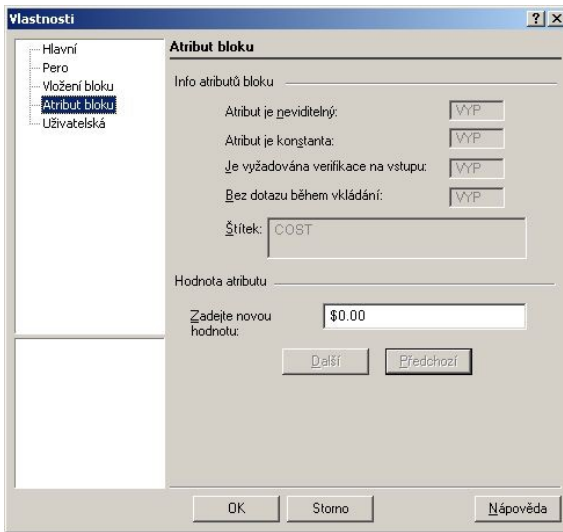 Vlastnosti
Hlavní
Pero
Vložení bloku
Atribut bloku
Uživatelská
Atribut bloku
Info atributů bloku
Atribut je neviditelný: VYP
Atribut je konstanta: VYP
Je vyžadována verifikace na vstupu: VYP
Bez dotazu během vkládání: VYP
Štítek: COST
Hodnota atributu
Zadejte novou $0.00
hodnotu:
Další Předchozí
OK Storno Nápověda